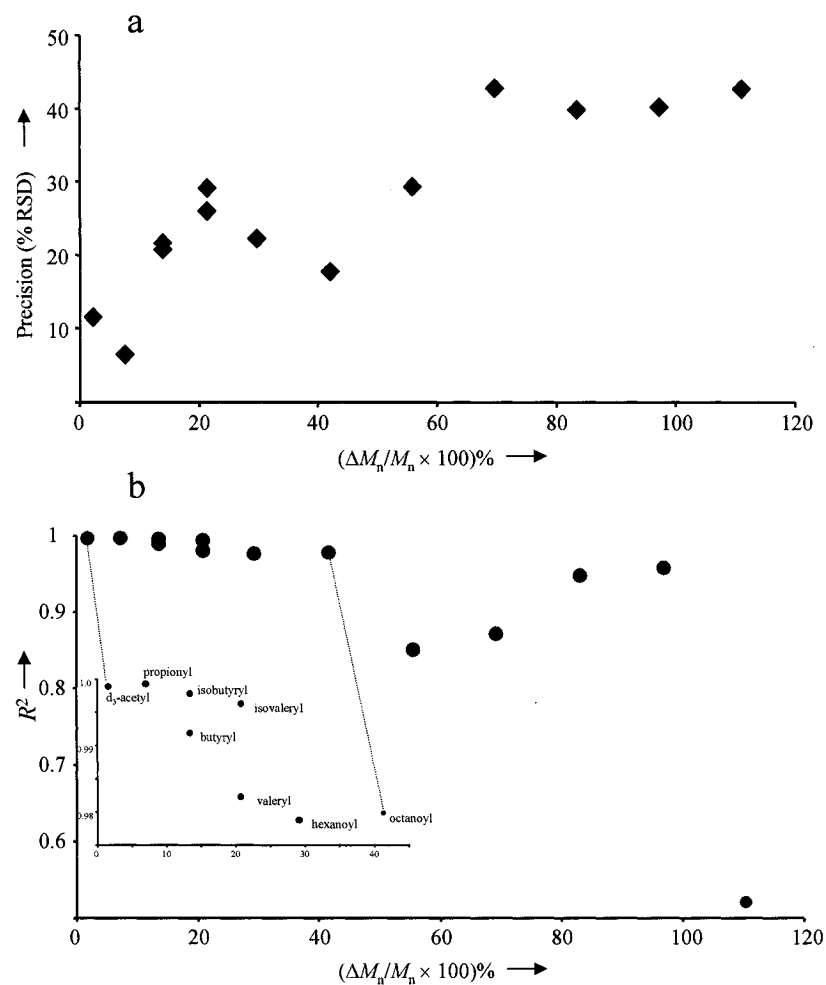 a
50
40
30
20
10
Precision (% RSD)
0 20 40 60 80 100 120
(ΔMₙ/Mₙ × 100)%
b
1
0.9
0.8
0.7
0.6
R²
1.0
0.99
0.98
propionyl
d₃-acetyl
isobutyryl
isovaleryl
butyryl
valeryl
hexanoyl
octanoyl
0 10 20 30 40
0 20 40 60 80 100 120
(ΔMₙ/Mₙ × 100)%